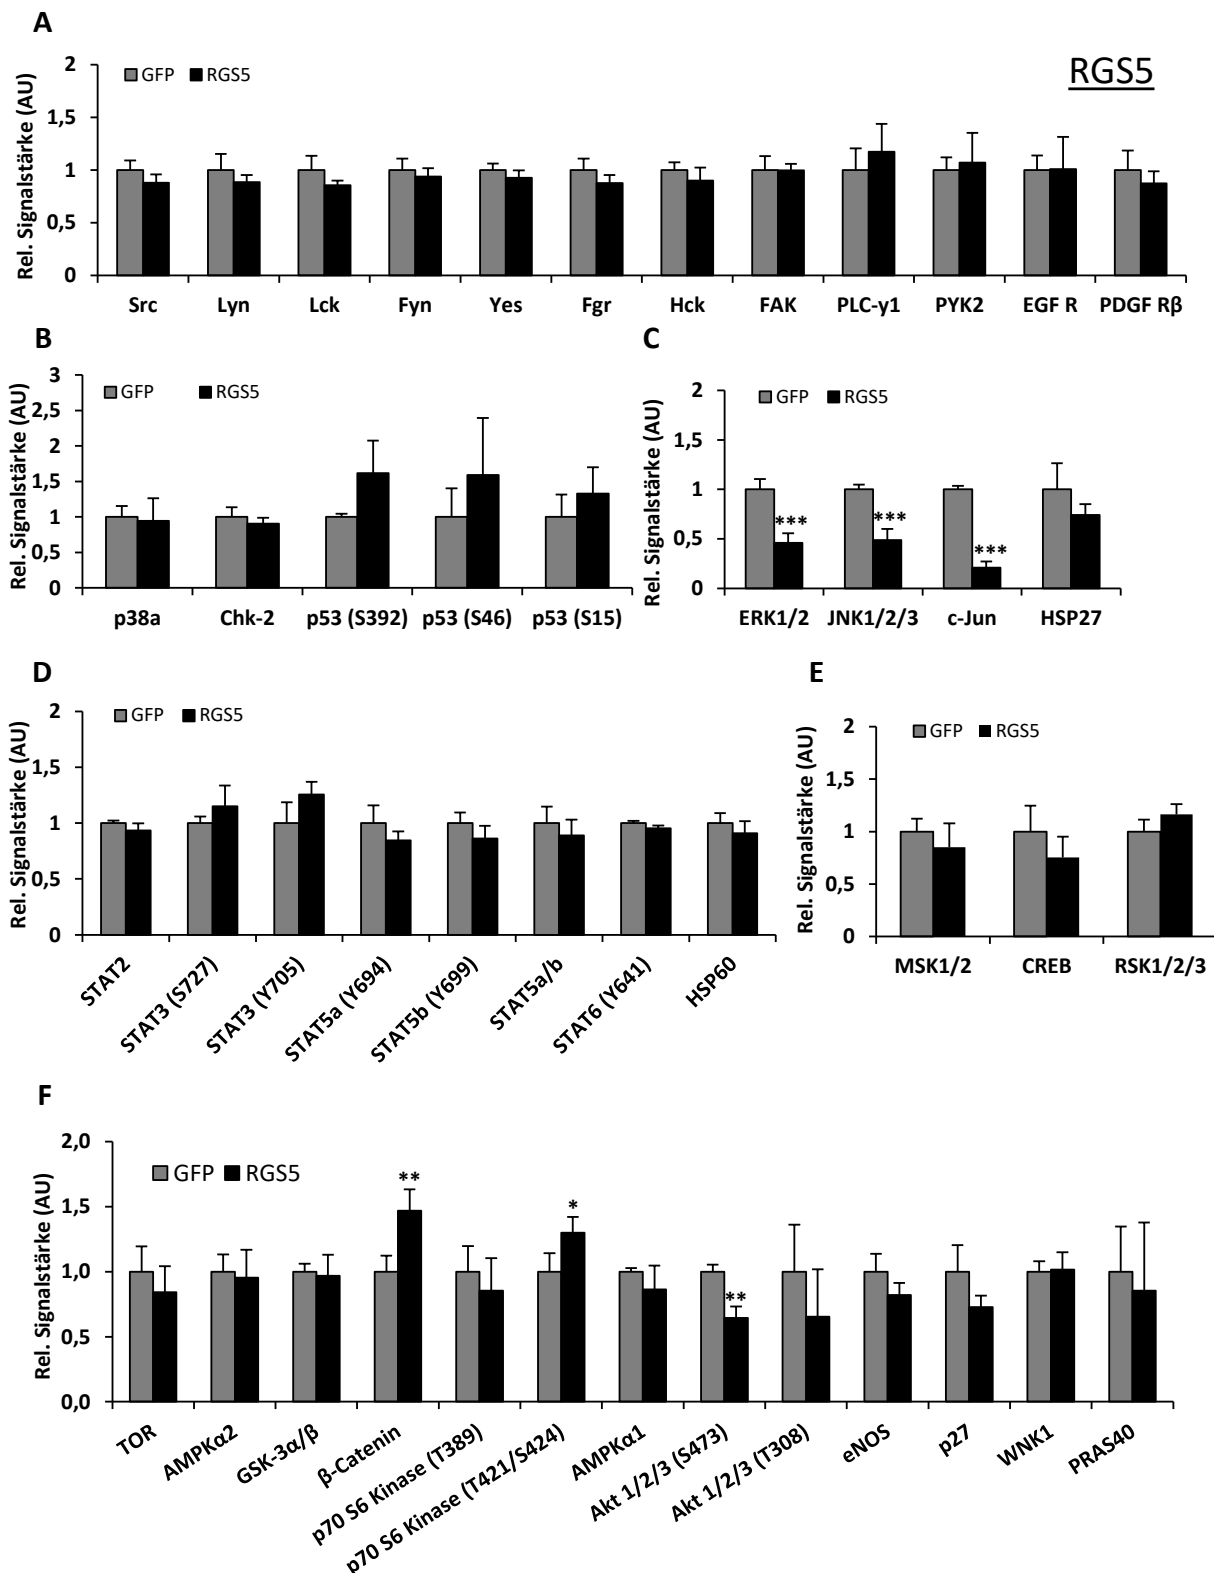 A
RGS5
Rel. Signalstärke (AU)
2
1,5
1
0,5
0
GFP RGS5
Src Lyn Lck Fyn Yes Fgr Hck FAK PLC-y1 PYK2 EGF R PDGF Rβ
B
Rel. Signalstärke (AU)
3
2,5
2
1,5
1
0,5
0
GFP RGS5
p38a Chk-2 p53 (S392) p53 (S46) p53 (S15)
C
Rel. Signalstärke (AU)
2
1,5
1
0,5
0
GFP RGS5
*** *** ***
ERK1/2 JNK1/2/3 c-Jun HSP27
D
Rel. Signalstärke (AU)
2
1,5
1
0,5
0
GFP RGS5
STAT2
STAT3 (S727)
STAT3 (Y705)
STAT5a (Y694)
STAT5b (Y699)
STAT5a/b
STAT6 (Y641)
HSP60
E
Rel. Signalstärke (AU)
2
1,5
1
0,5
0
GFP RGS5
MSK1/2 CREB RSK1/2/3
F
Rel. Signalstärke (AU)
2,0
1,5
1,0
0,5
0,0
GFP RGS5
** * **
TOR
AMPKα2
GSK-3α/β
β-Catenin
p70 S6 Kinase (T389)
p70 S6 Kinase (T421/S424)
AMPKα1
Akt 1/2/3 (S473)
Akt 1/2/3 (T308)
eNOS
p27
WNK1
PRAS40